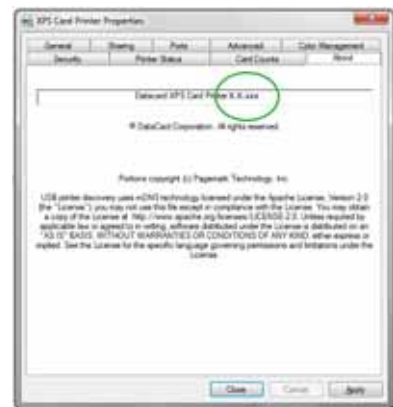 XPS Card Printer Properties
General Sharing Ports Advanced Color Management
Security Printer Status Card Counts About
Datacard XPS Card Printer X.X.xxx
© DataCard Corporation. All rights reserved.
Portions copyright (c) Pagemark Technology, Inc.
USB printer discovery uses mDNS technology licensed under the Apache License, Version 2.0
(the "License"); you may not use this file except in compliance with the License. You may obtain
a copy of the License at http://www.apache.org/licenses/LICENSE-2.0. Unless required by
applicable law or agreed to in writing, software distributed under the License is distributed on an
"AS IS" BASIS, WITHOUT WARRANTIES OR CONDITIONS OF ANY KIND, either express or
implied. See the License for the specific language governing permissions and limitations under the
License.
Close Cancel Apply